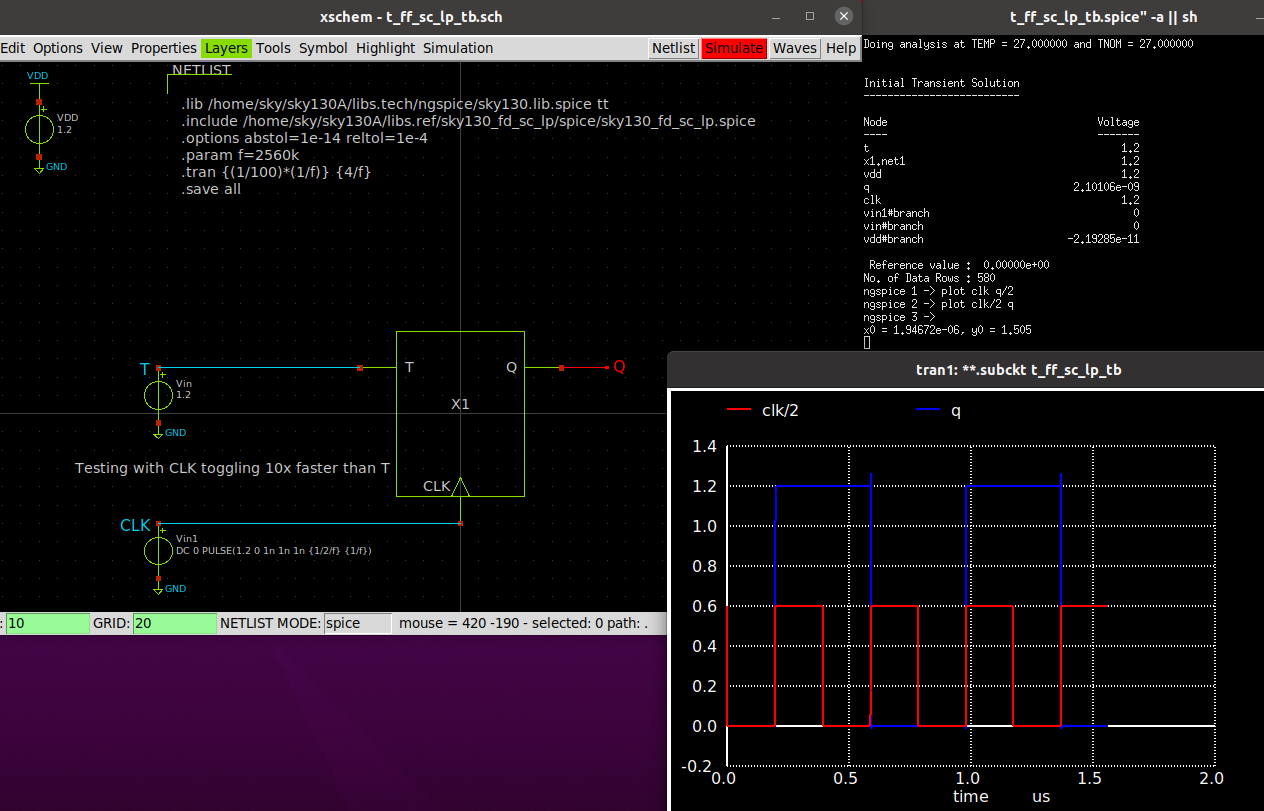 xschem - t_ff_sc_lp_tb.sch
Edit Options View Properties Layers Tools Symbol Highlight Simulation Netlist Simulate Waves Help
VDD
VDD
1.2
GND
NETLIST
.lib /home/sky/sky130A/libs.tech/ngspice/sky130.lib.spice tt
.include /home/sky/sky130A/libs.ref/sky130_fd_sc_lp/spice/sky130_fd_sc_lp.spice
.options abstol=1e-14 reltol=1e-4
.param f=2560k
.tran {(1/100)*(1/f)} {4/f}
.save all
T
Vin
1.2
GND
T
Q
X1
CLK
Q
Testing with CLK toggling 10x faster than T
CLK
Vin1
DC 0 PULSE(1.2 0 1n 1n 1n {1/2/f} {1/f})
GND
: 10 GRID: 20 NETLIST MODE: spice mouse = 420 -190 - selected: 0 path: .
t_ff_sc_lp_tb.spice" -a || sh
Doing analysis at TEMP = 27.000000 and TNOM = 27.000000
Initial Transient Solution
--------------------------
Node Voltage
---- -------
t 1.2
x1.net1 1.2
vdd 1.2
q 2.10106e-09
clk 1.2
vin1#branch 0
vin#branch 0
vdd#branch -2.19285e-11
Reference value : 0.00000e+00
No. of Data Rows : 580
ngspice 1 -> plot clk q/2
ngspice 2 -> plot clk/2 q
ngspice 3 ->
x0 = 1.94672e-06, y0 = 1.505
tran1: **.subckt t_ff_sc_lp_tb
clk/2 q
1.4
1.2
1.0
0.8
0.6
0.4
0.2
0.0
-0.2
0.0 0.5 1.0 1.5 2.0
time us